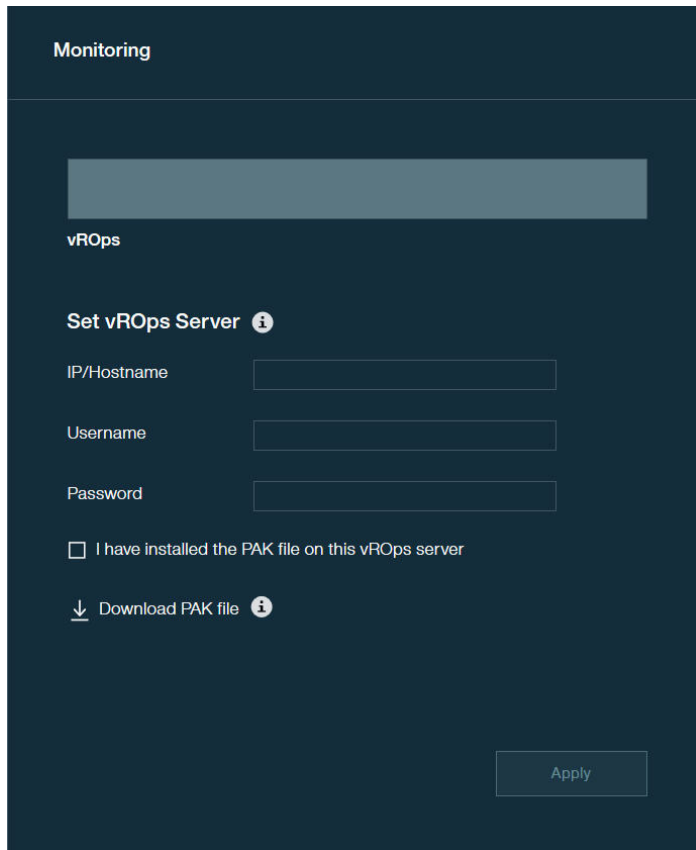 Monitoring
vROps
Set vROps Server
IP/Hostname
Username
Password
I have installed the PAK file on this vROps server
Download PAK file
Apply